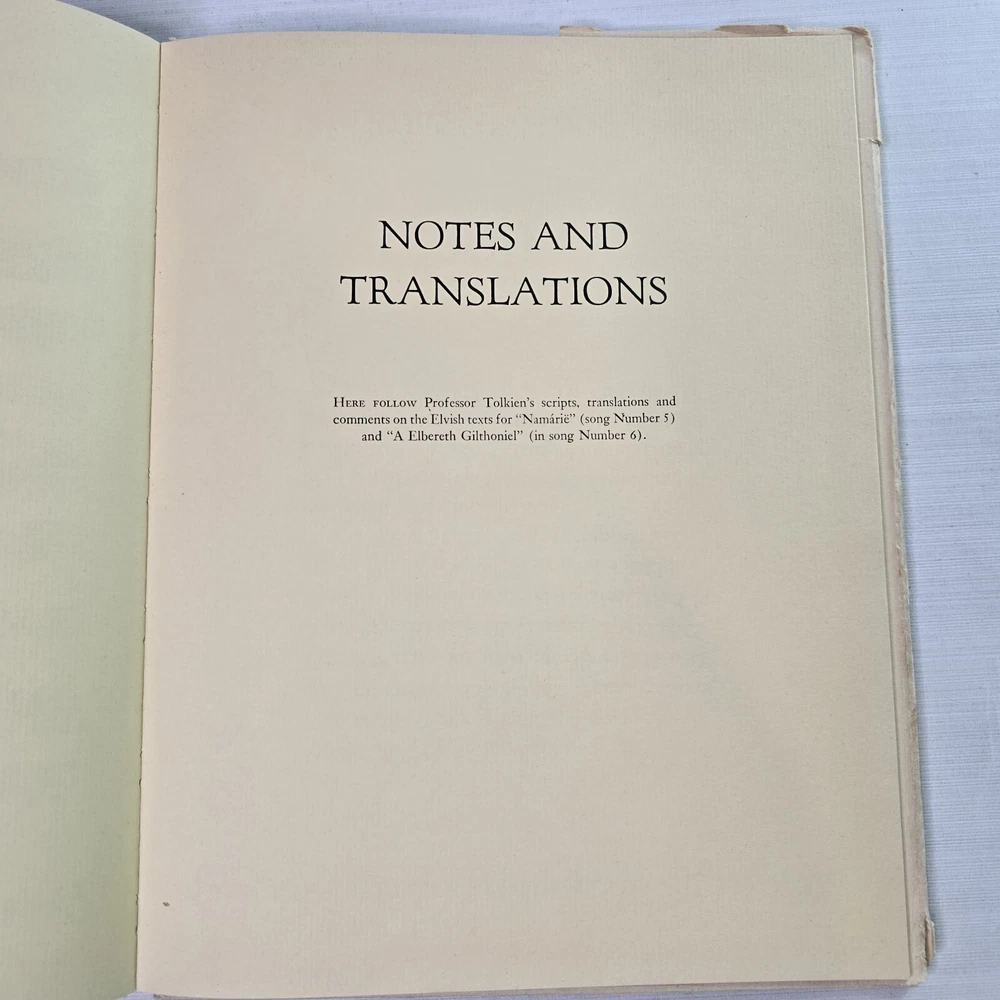 NOTES AND
TRANSLATIONS
HERE FOLLOW Professor Tolkien's scripts, translations and
comments on the Elvish texts for “Namárië” (song Number 5)
and “A Elbereth Gilthoniel” (in song Number 6).